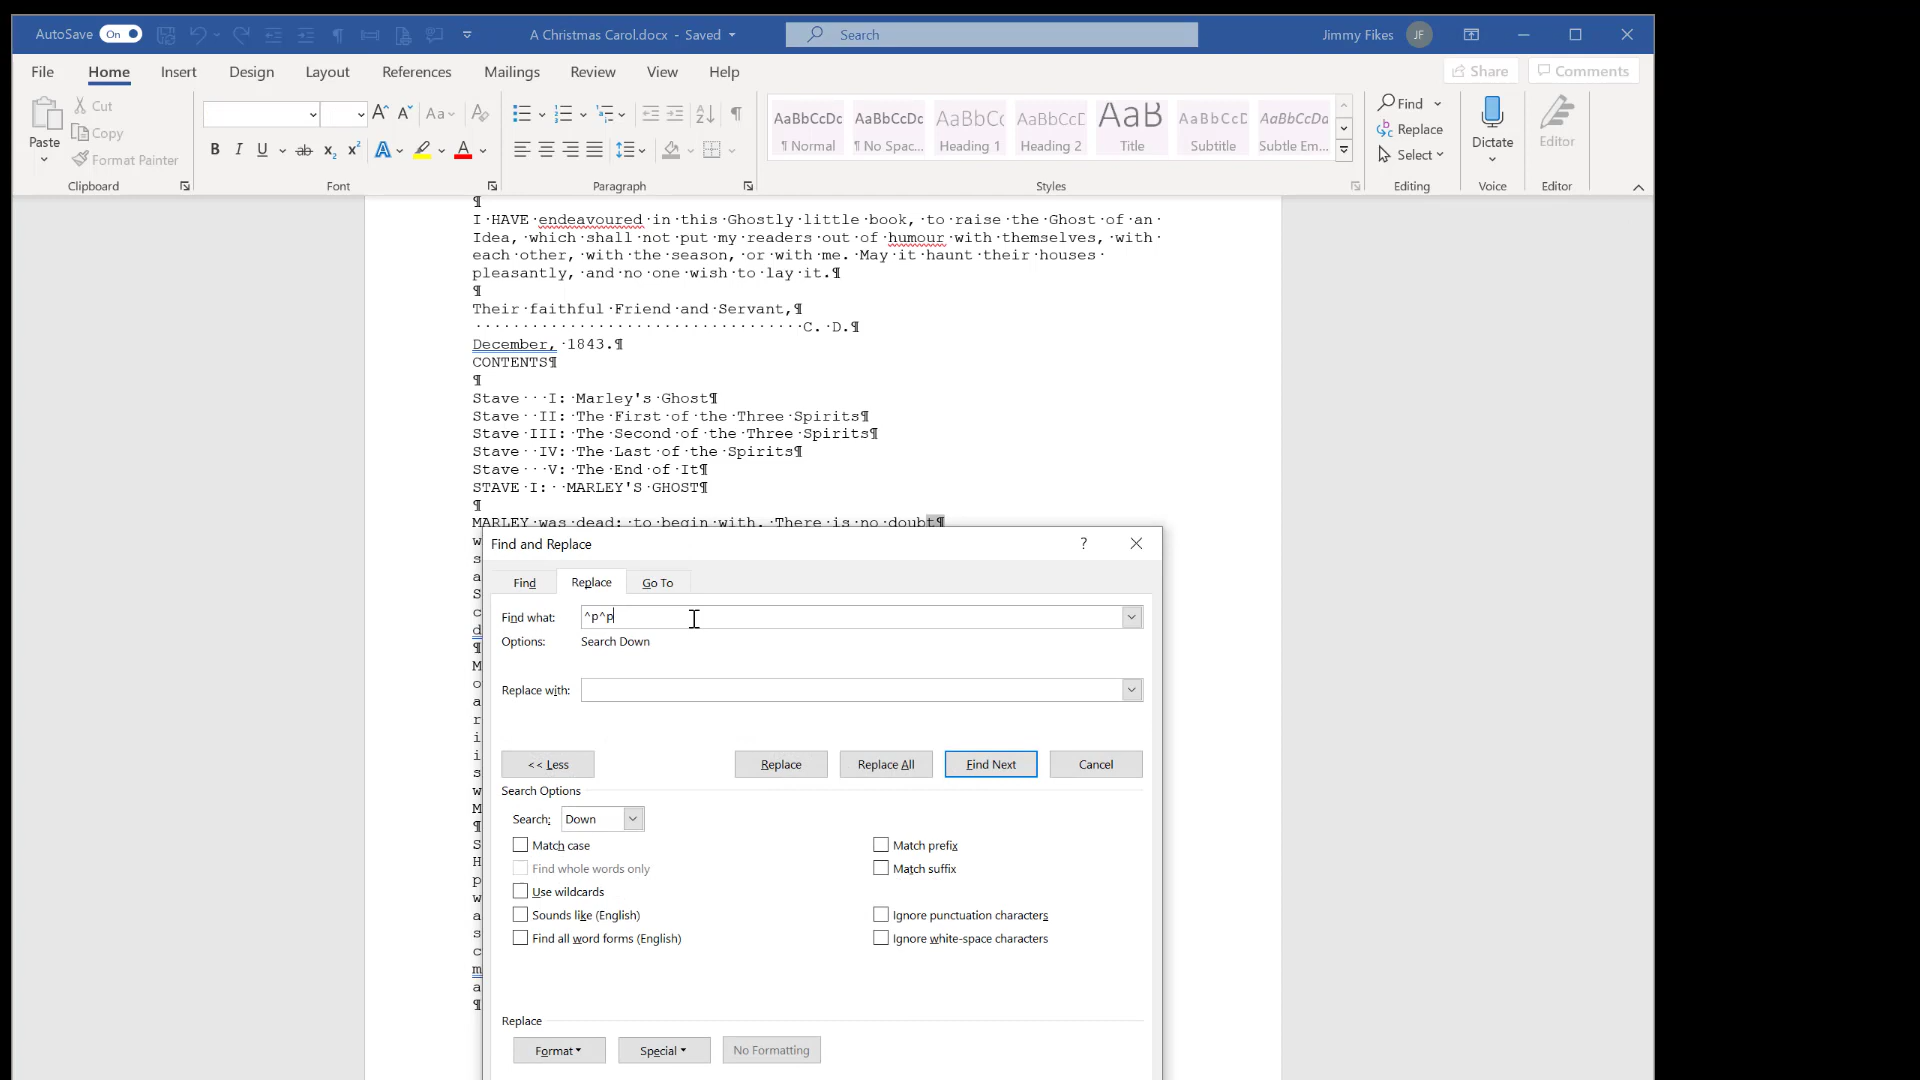 AutoSave On A Christmas Carol.docx - Saved Search Jimmy Fikes JF
File Home Insert Design Layout References Mailings Review View Help Share Comments
Paste Cut Copy Format Painter
Aa
B I U ab x₂ x² A A
AaBbCcDc ¶ Normal
AaBbCcDc ¶ No Spac...
AaBbCc Heading 1
AaBbCcD Heading 2
AaB Title
AaBbCcD Subtitle
AaBbCcDa Subtle Em...
Find Replace Select
Dictate
Editor
Clipboard Font Paragraph Styles Editing Voice Editor
¶
I·HAVE·endeavoured·in·this·Ghostly·little·book,·to·raise·the·Ghost·of·an·
Idea,·which·shall·not·put·my·readers·out·of·humour·with·themselves,·with·
each·other,·with·the·season,·or·with·me.·May·it·haunt·their·houses·
pleasantly,·and·no·one·wish·to·lay·it.¶
¶
Their·faithful·Friend·and·Servant,¶
···································C.·D.¶
December,·1843.¶
CONTENTS¶
¶
Stave···I:·Marley's·Ghost¶
Stave··II:·The·First·of·the·Three·Spirits¶
Stave·III:·The·Second·of·the·Three·Spirits¶
Stave··IV:·The·Last·of·the·Spirits¶
Stave···V:·The·End·of·It¶
STAVE·I:··MARLEY'S·GHOST¶
¶
MARLEY·was·dead:·to·begin·with.·There·is·no·doubt¶
w
s
a
S
c
d
¶
M
o
a
r
i
i
s
w
M
¶
S
H
p
w
a
s
c
m
a
¶
Find and Replace ?
Find Replace Go To
Find what: ^p^p
Options: Search Down
Replace with:
<< Less Replace Replace All Find Next Cancel
Search Options
Search: Down
Match case Match prefix
Find whole words only Match suffix
Use wildcards
Sounds like (English) Ignore punctuation characters
Find all word forms (English) Ignore white-space characters
Replace
Format Special No Formatting